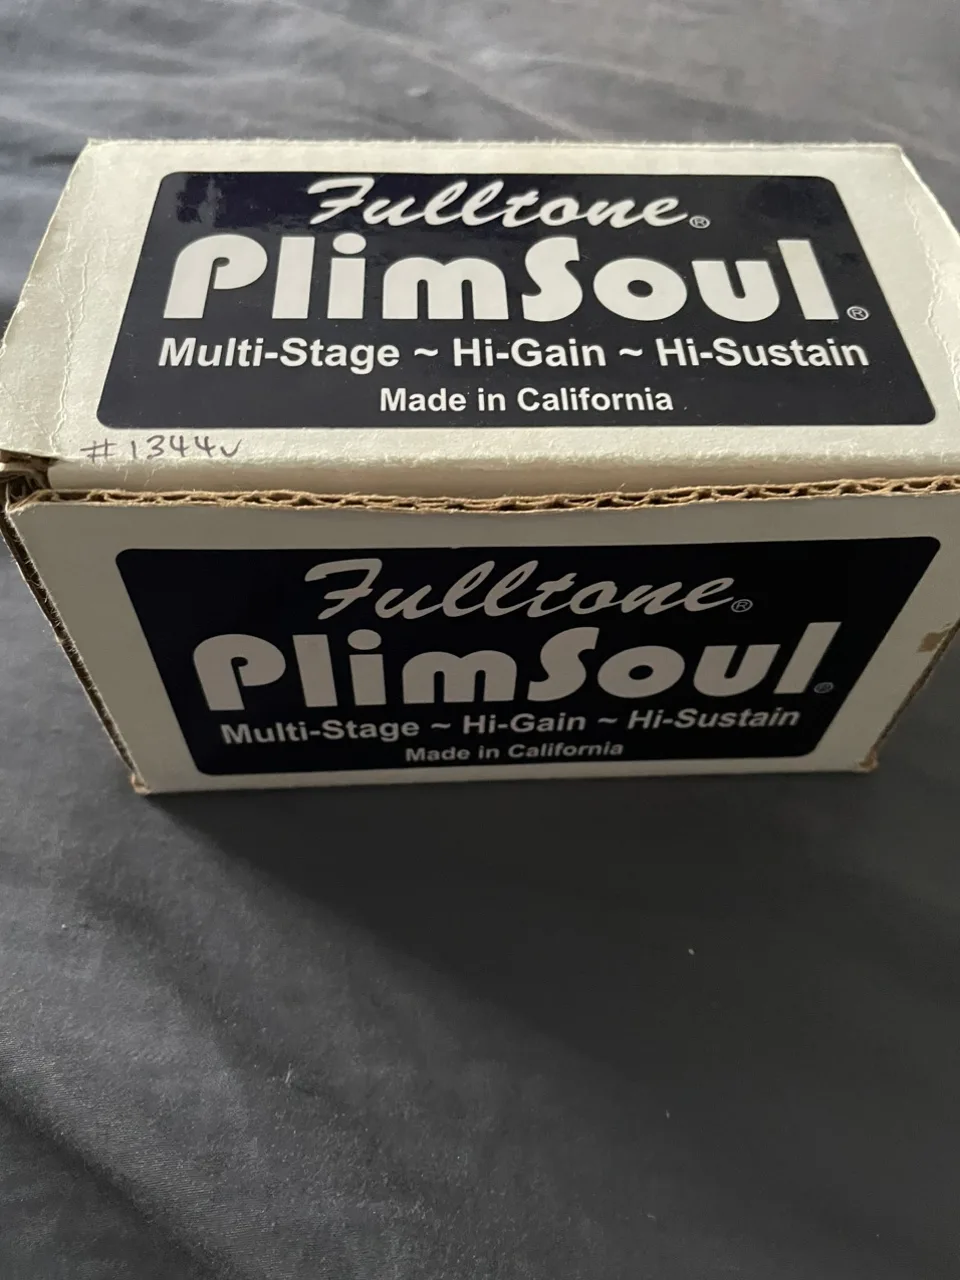 Fulltone®
PlimSoul®
Multi-Stage ~ Hi-Gain ~ Hi-Sustain
Made in California
#1344v
Fulltone®
PlimSoul®
Multi-Stage ~ Hi-Gain ~ Hi-Sustain
Made in California